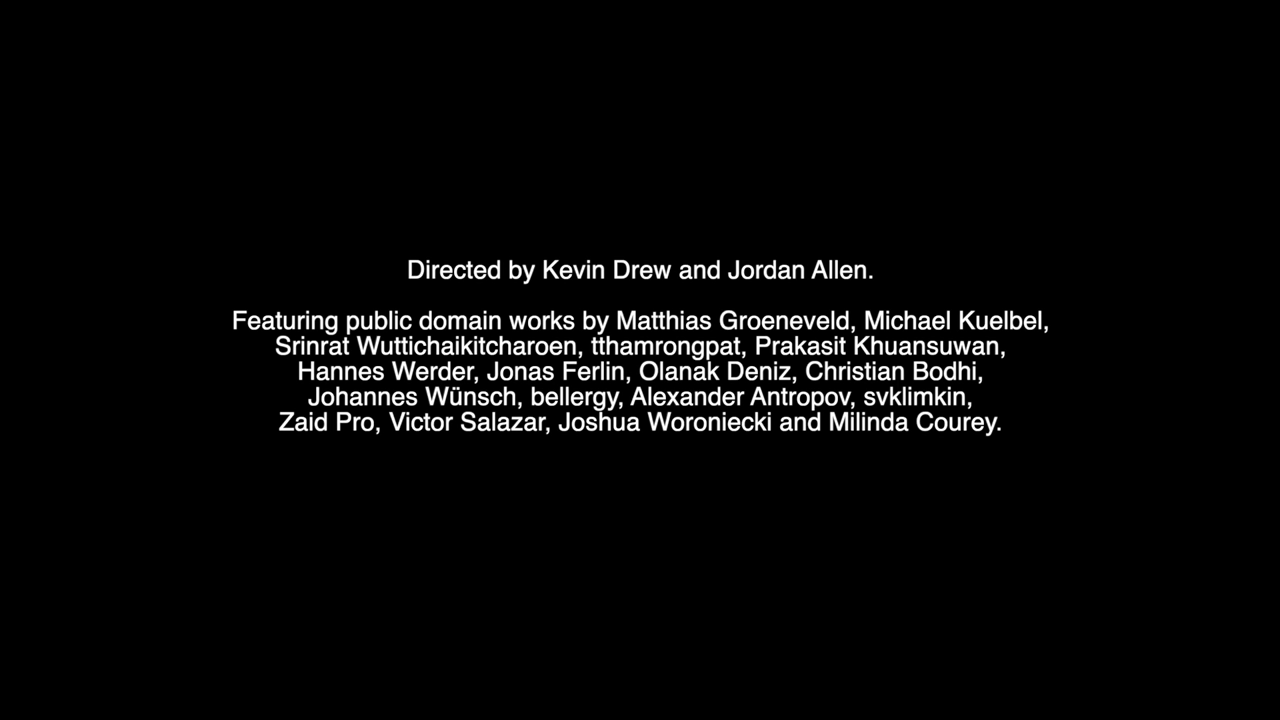 Directed by Kevin Drew and Jordan Allen.
Featuring public domain works by Matthias Groeneveld, Michael Kuelbel,
Srinrat Wuttichaikitcharoen, tthamrongpat, Prakasit Khuansuwan,
Hannes Werder, Jonas Ferlin, Olanak Deniz, Christian Bodhi,
Johannes Wünsch, bellergy, Alexander Antropov, svklimkin,
Zaid Pro, Victor Salazar, Joshua Woroniecki and Milinda Courey.